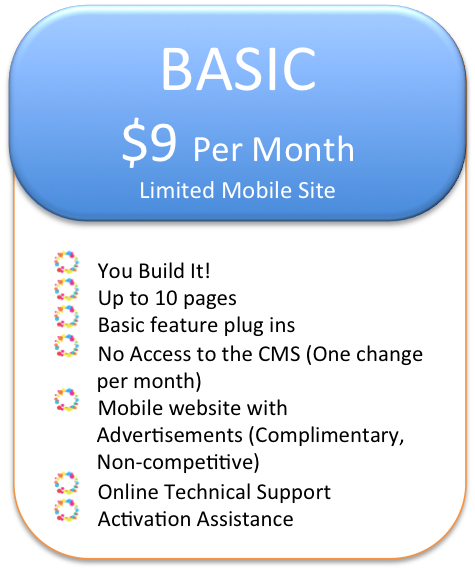 BASIC
$9 Per Month
Limited Mobile Site
You Build It!
Up to 10 pages
Basic feature plug ins
No Access to the CMS (One change
per month)
Mobile website with
Advertisements (Complimentary,
Non-competitive)
Online Technical Support
Activation Assistance